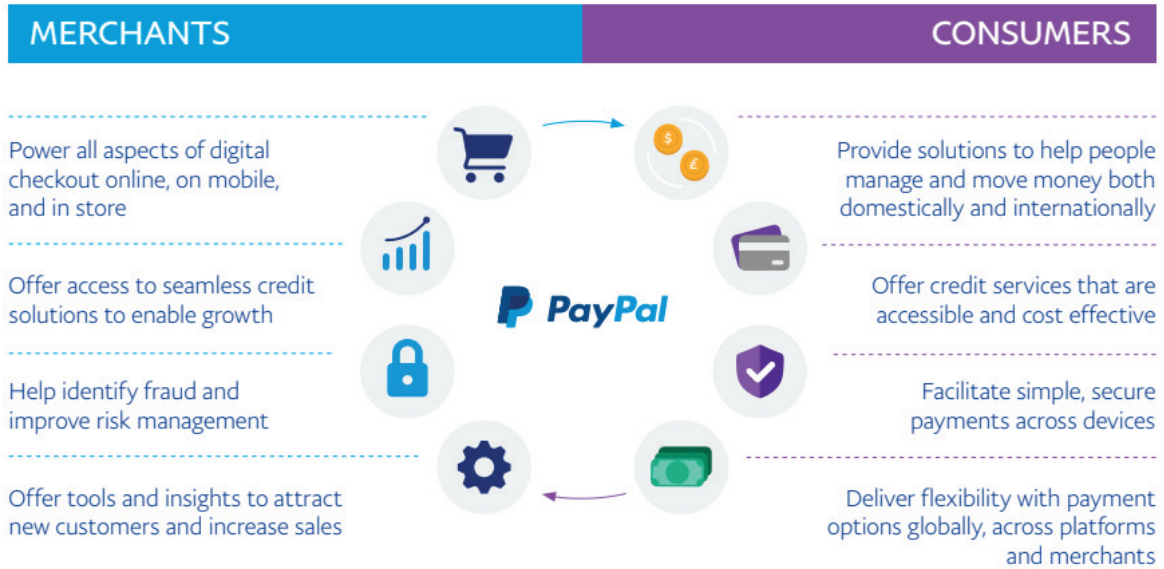 MERCHANTS
CONSUMERS
Power all aspects of digital
checkout online, on mobile,
and in store
Offer access to seamless credit
solutions to enable growth
Help identify fraud and
improve risk management
Offer tools and insights to attract
new customers and increase sales
$
£
PayPal
Provide solutions to help people
manage and move money both
domestically and internationally
Offer credit services that are
accessible and cost effective
Facilitate simple, secure
payments across devices
Deliver flexibility with payment
options globally, across platforms
and merchants